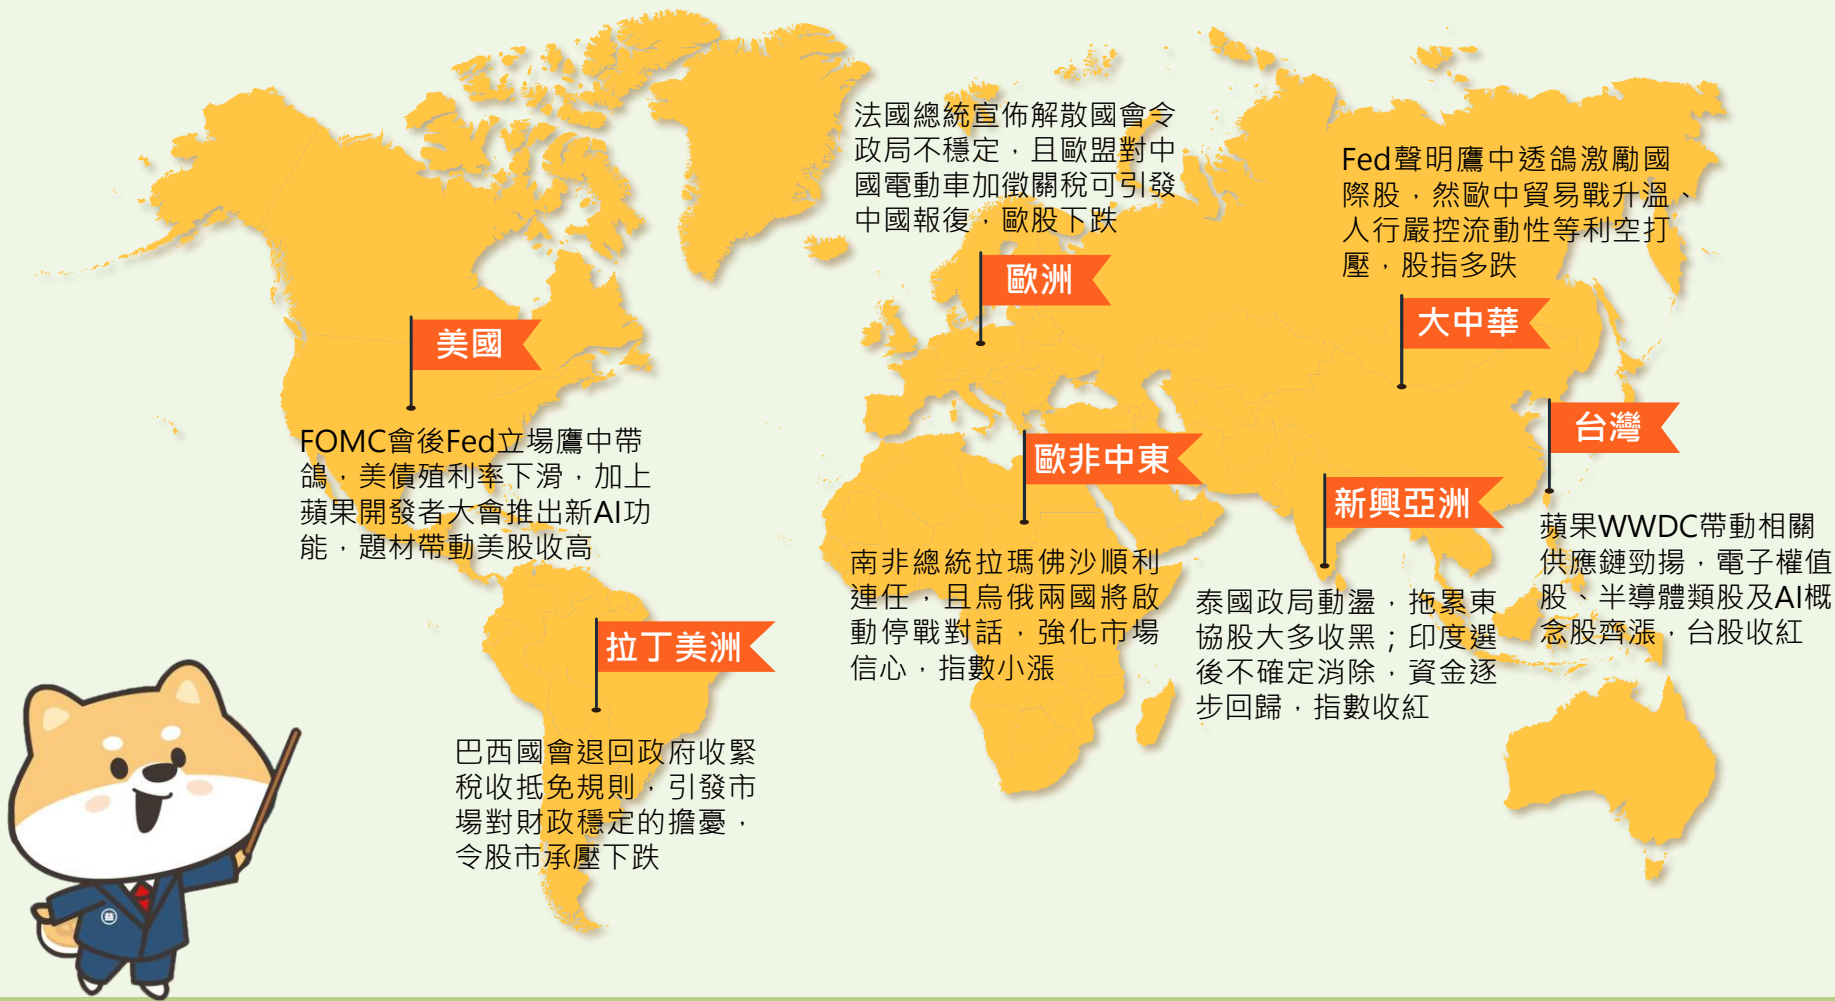 法國總統宣佈解散國會令
政局不穩定，且歐盟對中
國電動車加徵關稅可引發
中國報復，歐股下跌
歐洲
Fed聲明鷹中透鴿激勵國
際股，然歐中貿易戰升溫、
人行嚴控流動性等利空打
壓，股指多跌
大中華
美國
FOMC會後Fed立場鷹中帶
鴿，美債殖利率下滑，加上
蘋果開發者大會推出新AI功
能，題材帶動美股收高
台灣
蘋果WWDC帶動相關
供應鏈勁揚，電子權值
股、半導體類股及AI概
念股齊漲，台股收紅
歐非中東
南非總統拉瑪佛沙順利
連任，且烏俄兩國將啟
動停戰對話，強化市場
信心，指數小漲
新興亞洲
泰國政局動盪，拖累東
協股大多收黑；印度選
後不確定消除，資金逐
步回歸，指數收紅
拉丁美洲
巴西國會退回政府收緊
稅收抵免規則，引發市
場對財政穩定的擔憂，
令股市承壓下跌